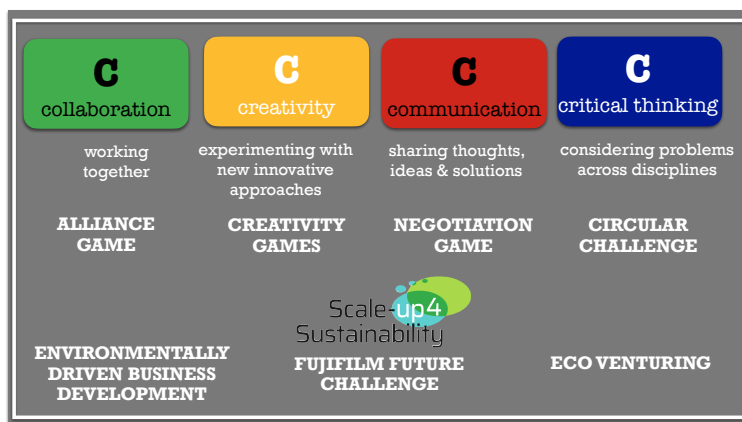 C
collaboration
C
creativity
C
communication
C
critical thinking
working
together
experimenting with
new innovative
approaches
sharing thoughts,
ideas & solutions
considering problems
across disciplines
ALLIANCE
GAME
CREATIVITY
GAMES
NEGOTIATION
GAME
CIRCULAR
CHALLENGE
Scale-up4
Sustainability
ENVIRONMENTALLY
DRIVEN BUSINESS
DEVELOPMENT
FUJIFILM FUTURE
CHALLENGE
ECO VENTURING